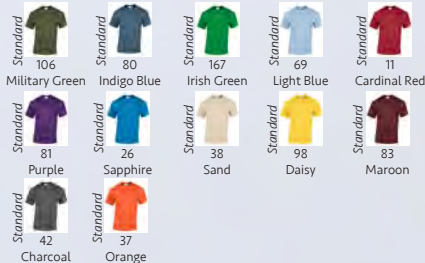 Standard Standard Standard Standard Standard
106 80 167 69 11
Military Green Indigo Blue Irish Green Light Blue Cardinal Red
Standard Standard Standard Standard Standard
81 26 38 98 83
Purple Sapphire Sand Daisy Maroon
Standard Standard
42 37
Charcoal Orange